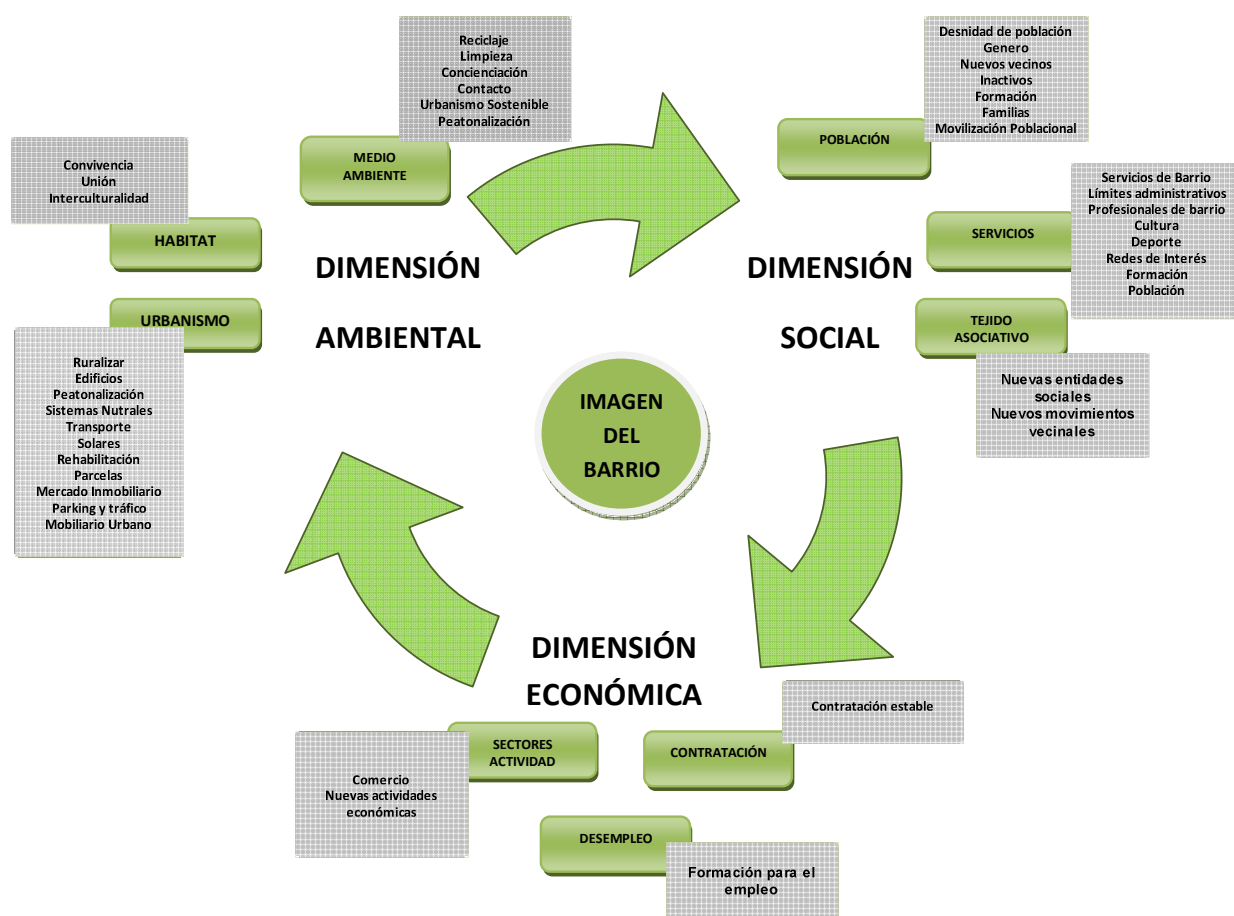 Reciclaje
Limpieza
Concienciación
Contacto
Urbanismo Sostenible
Peatonalización
MEDIO
AMBIENTE
Convivencia
Unión
Interculturalidad
HABITAT
URBANISMO
Ruralizar
Edificios
Peatonalización
Sistemas Nutrales
Transporte
Solares
Rehabilitación
Parcelas
Mercado Inmobiliario
Parking y tráfico
Mobiliario Urbano
DIMENSIÓN
AMBIENTAL
Desnidad de población
Genero
Nuevos vecinos
Inactivos
Formación
Familias
Movilización Poblacional
POBLACIÓN
Servicios de Barrio
Límites administrativos
Profesionales de barrio
Cultura
Deporte
Redes de Interés
Formación
Población
SERVICIOS
DIMENSIÓN
SOCIAL
TEJIDO
ASOCIATIVO
Nuevas entidades
sociales
Nuevos movimientos
vecinales
IMAGEN
DEL
BARRIO
DIMENSIÓN
ECONÓMICA
SECTORES
ACTIVIDAD
Comercio
Nuevas actividades
económicas
CONTRATACIÓN
Contratación estable
DESEMPLEO
Formación para el
empleo